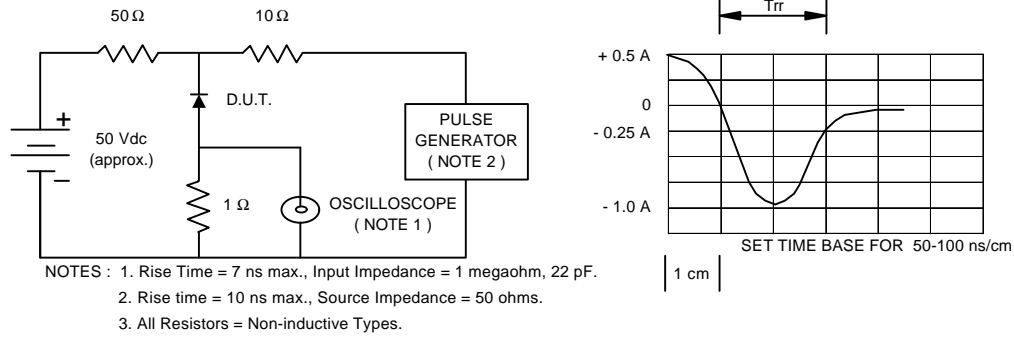 50 Ω
10 Ω
Trr
+ 0.5 A
D.U.T.
+
50 Vdc
(approx.)
−
PULSE
GENERATOR
( NOTE 2 )
0
- 0.25 A
1 Ω
OSCILLOSCOPE
( NOTE 1 )
- 1.0 A
SET TIME BASE FOR 50-100 ns/cm
1 cm
NOTES : 1. Rise Time = 7 ns max., Input Impedance = 1 megaohm, 22 pF.
2. Rise time = 10 ns max., Source Impedance = 50 ohms.
3. All Resistors = Non-inductive Types.